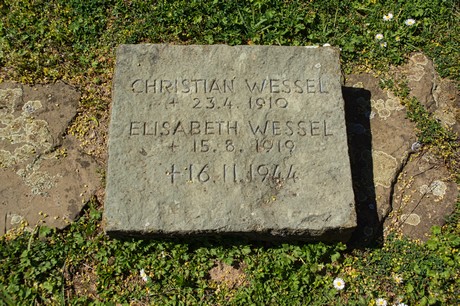 CHRISTIAN WESSEL
+ 23.4.1910
ELISABETH WESSEL
+ 15.8.1919
+ 16.11.1944